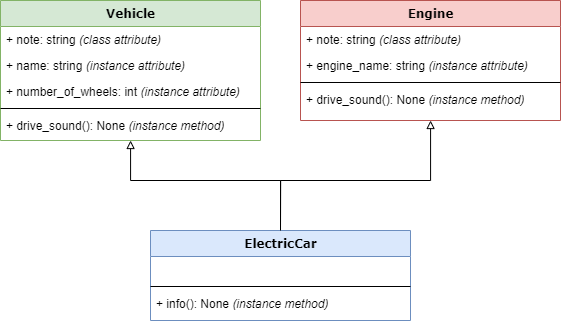 Vehicle
+ note: string (class attribute)
+ name: string (instance attribute)
+ number_of_wheels: int (instance attribute)
+ drive_sound(): None (instance method)
Engine
+ note: string (class attribute)
+ engine_name: string (instance attribute)
+ drive_sound(): None (instance method)
ElectricCar
+ info(): None (instance method)